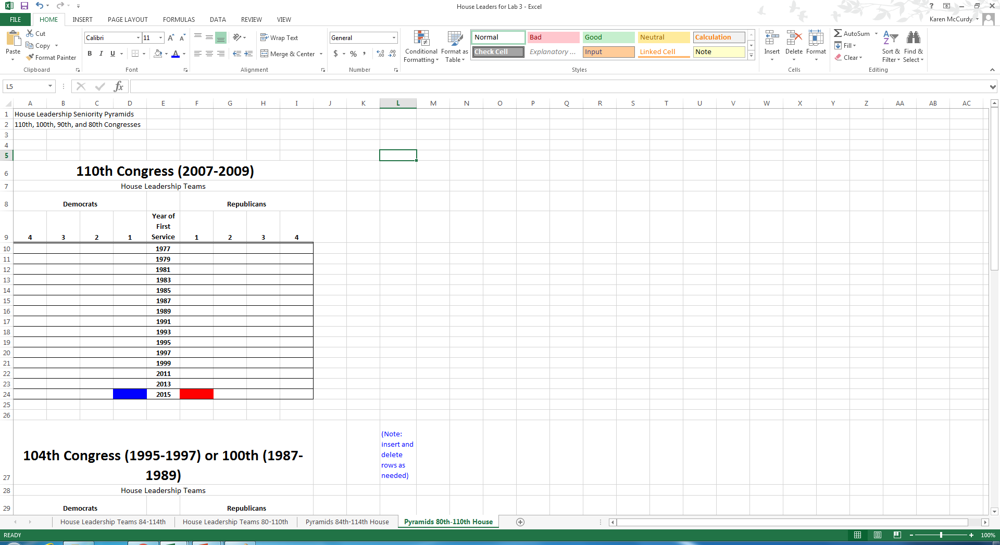 House Leaders for Lab 3 - Excel
?
FILE HOME INSERT PAGE LAYOUT FORMULAS DATA REVIEW VIEW
Karen McCurdy
Paste
Cut
Copy
Format Painter
Clipboard
Calibri 11
B I U
Font
Wrap Text
Merge & Center
Alignment
General
$ % ,
Number
Conditional Formatting
Format as Table
Normal Bad Good Neutral Calculation
Check Cell Explanatory ... Input Linked Cell Note
Styles
Insert Delete Format
Cells
AutoSum
Fill
Clear
Sort & Filter
Find & Select
Editing
L5
fx
A B C D E F G H I J K L M N O P Q R S T U V W X Y Z AA AB AC
1 House Leadership Seniority Pyramids
2 110th, 100th, 90th, and 80th Congresses
3
4
5
6 110th Congress (2007-2009)
7 House Leadership Teams
8 Democrats Republicans
Year of
First
9 4 3 2 1 Service 1 2 3 4
10 1977
11 1979
12 1981
13 1983
14 1985
15 1987
16 1989
17 1991
18 1993
19 1995
20 1997
21 1999
22 2011
23 2013
24 2015
25
26
(Note:
insert and
delete
rows as
needed)
104th Congress (1995-1997) or 100th (1987-
27 1989)
28 House Leadership Teams
29 Democrats Republicans
House Leadership Teams 84-114th House Leadership Teams 80-110th Pyramids 84th-114th House Pyramids 80th-110th House
READY
100%